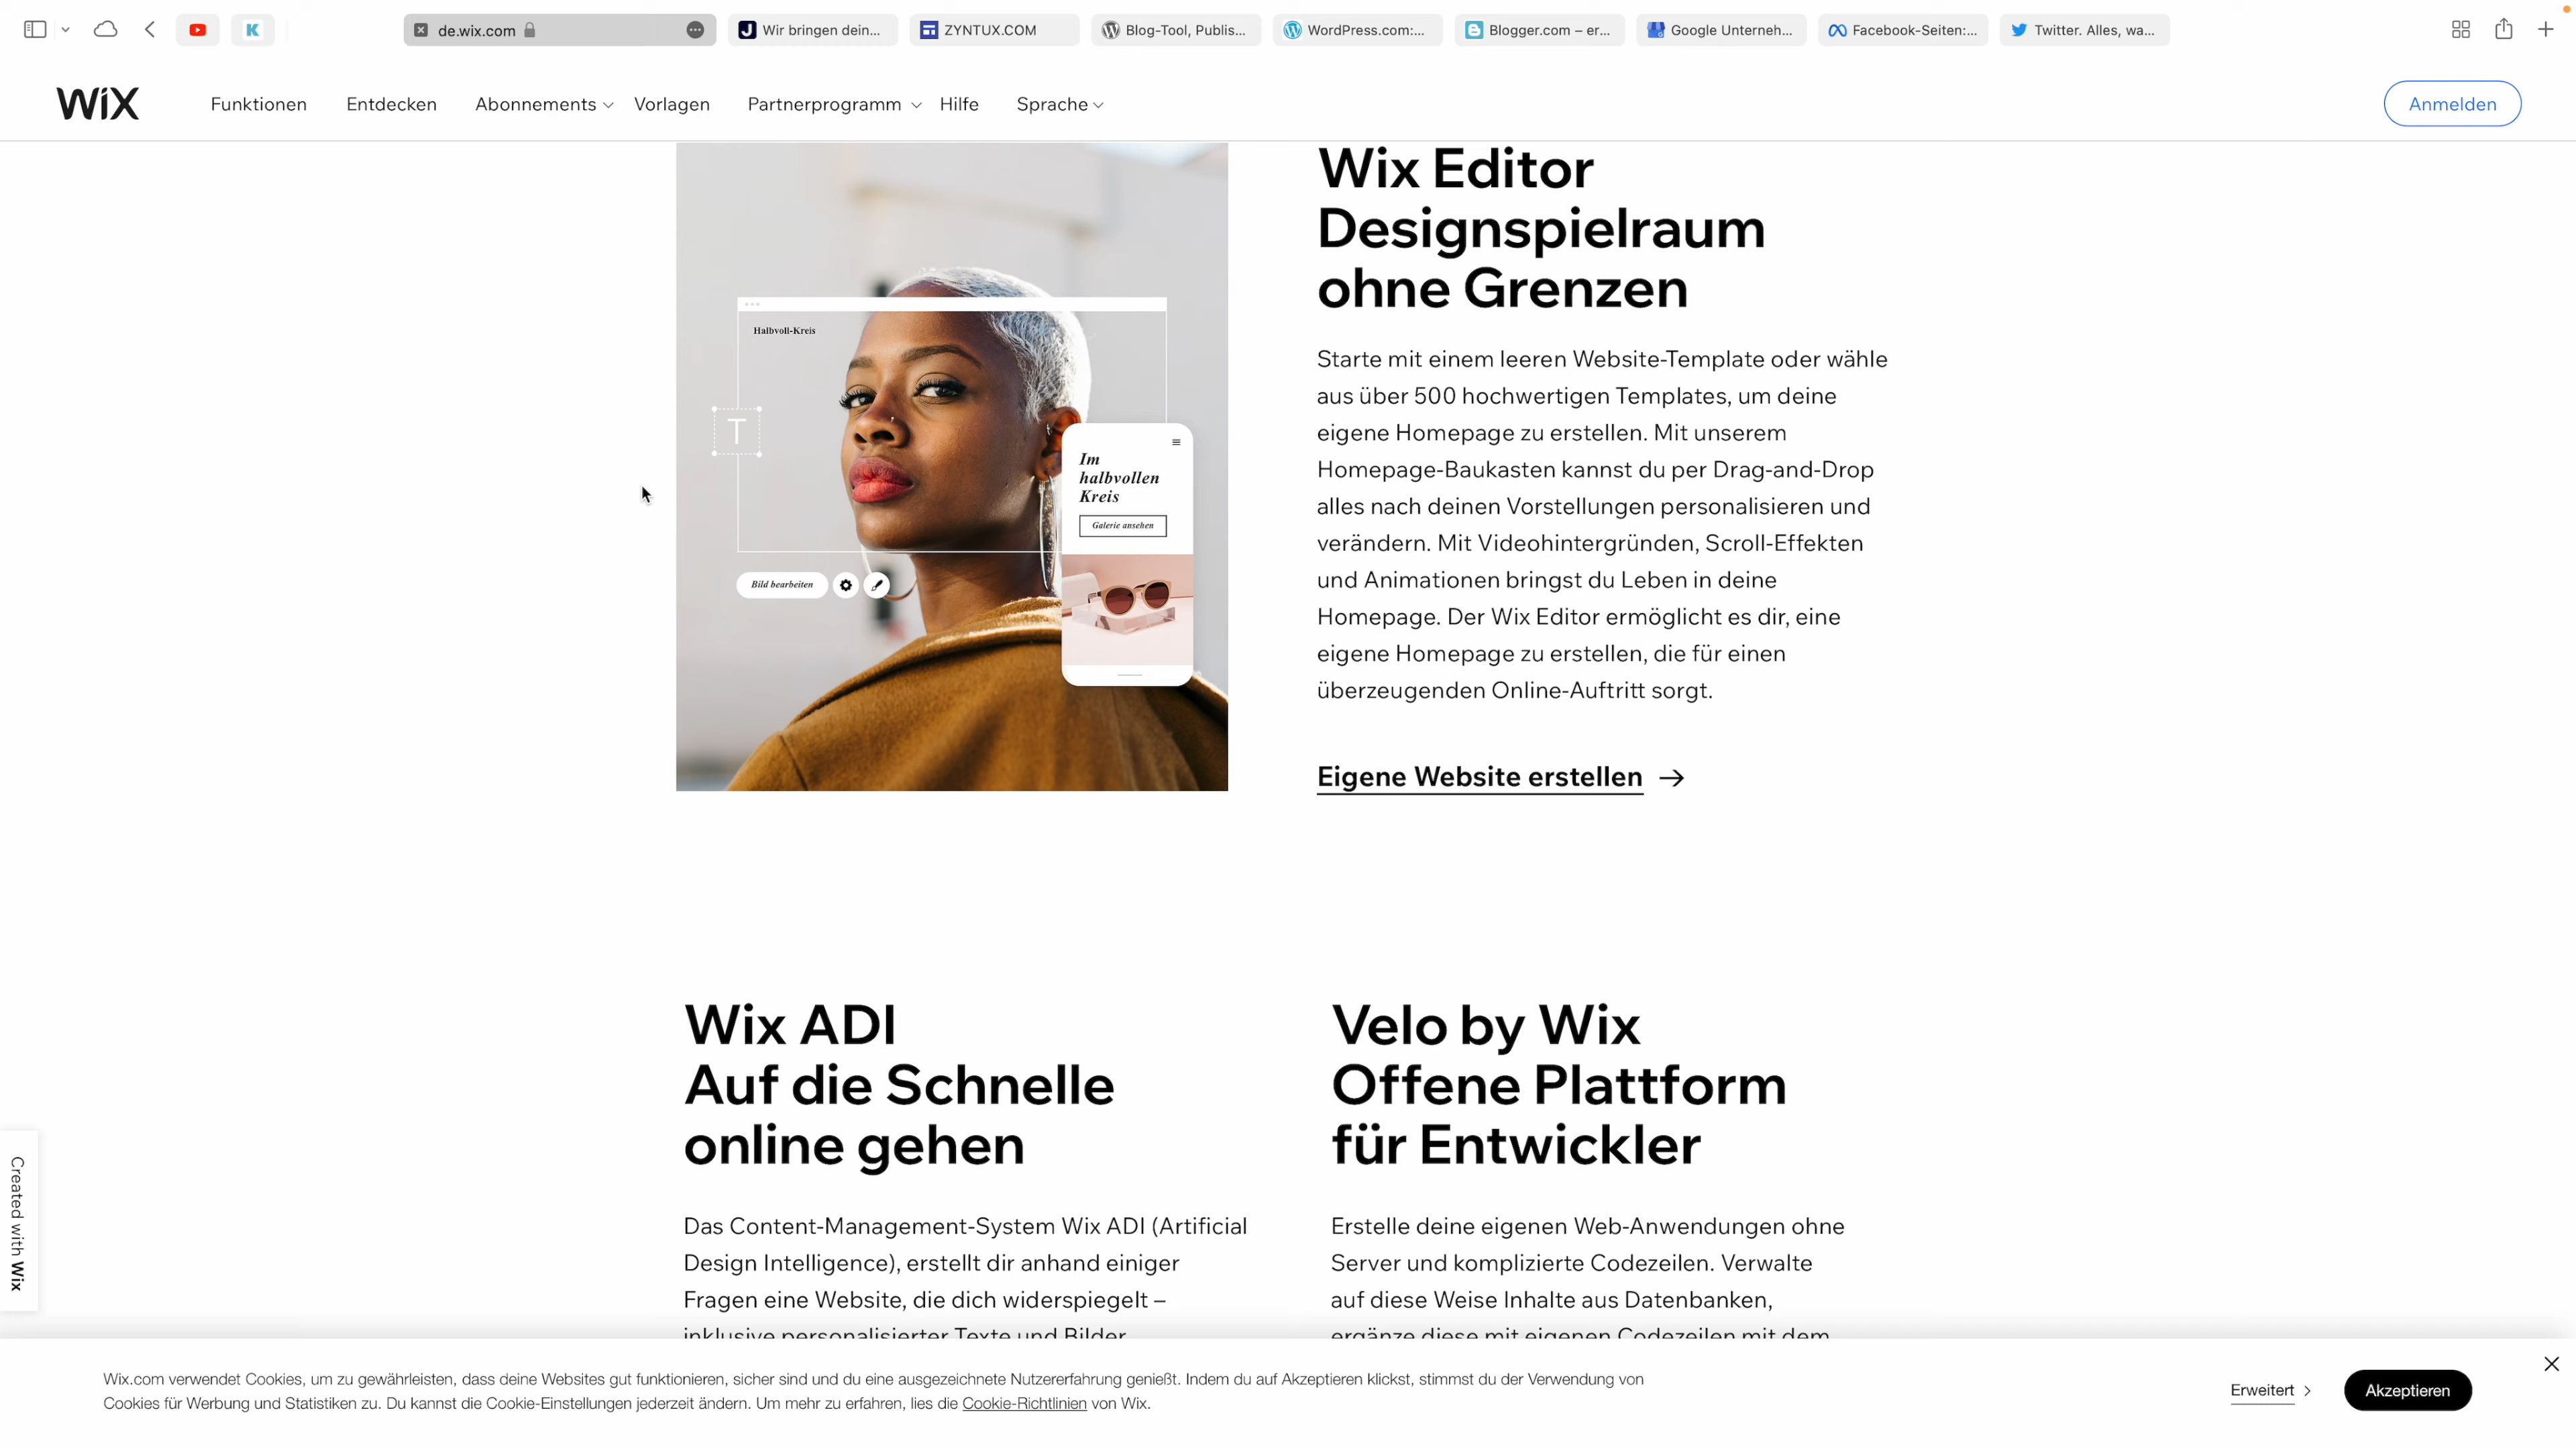 de.wix.com
Wir bringen dein...
ZYNTUX.COM
Blog-Tool, Publis...
WordPress.com:...
Blogger.com – er...
Google Unterneh...
Facebook-Seiten:...
Twitter. Alles, wa...
WiX
Funktionen
Entdecken
Abonnements
Vorlagen
Partnerprogramm
Hilfe
Sprache
Anmelden
Halbvoll-Kreis
T
Im
halbvollen
Kreis
Galerie ansehen
Bild bearbeiten
Wix Editor
Designspielraum
ohne Grenzen
Starte mit einem leeren Website-Template oder wähle
aus über 500 hochwertigen Templates, um deine
eigene Homepage zu erstellen. Mit unserem
Homepage-Baukasten kannst du per Drag-and-Drop
alles nach deinen Vorstellungen personalisieren und
verändern. Mit Videohintergründen, Scroll-Effekten
und Animationen bringst du Leben in deine
Homepage. Der Wix Editor ermöglicht es dir, eine
eigene Homepage zu erstellen, die für einen
überzeugenden Online-Auftritt sorgt.
Eigene Website erstellen →
Wix ADI
Auf die Schnelle
online gehen
Das Content-Management-System Wix ADI (Artificial
Design Intelligence), erstellt dir anhand einiger
Fragen eine Website, die dich widerspiegelt –
inklusive personalisierter Texte und Bilder
Velo by Wix
Offene Plattform
für Entwickler
Erstelle deine eigenen Web-Anwendungen ohne
Server und komplizierte Codezeilen. Verwalte
auf diese Weise Inhalte aus Datenbanken,
ergänze diese mit eigenen Codezeilen mit dem
Created with Wix
Wix.com verwendet Cookies, um zu gewährleisten, dass deine Websites gut funktionieren, sicher sind und du eine ausgezeichnete Nutzererfahrung genießt. Indem du auf Akzeptieren klickst, stimmst du der Verwendung von
Cookies für Werbung und Statistiken zu. Du kannst die Cookie-Einstellungen jederzeit ändern. Um mehr zu erfahren, lies die Cookie-Richtlinien von Wix.
Erweitert >
Akzeptieren